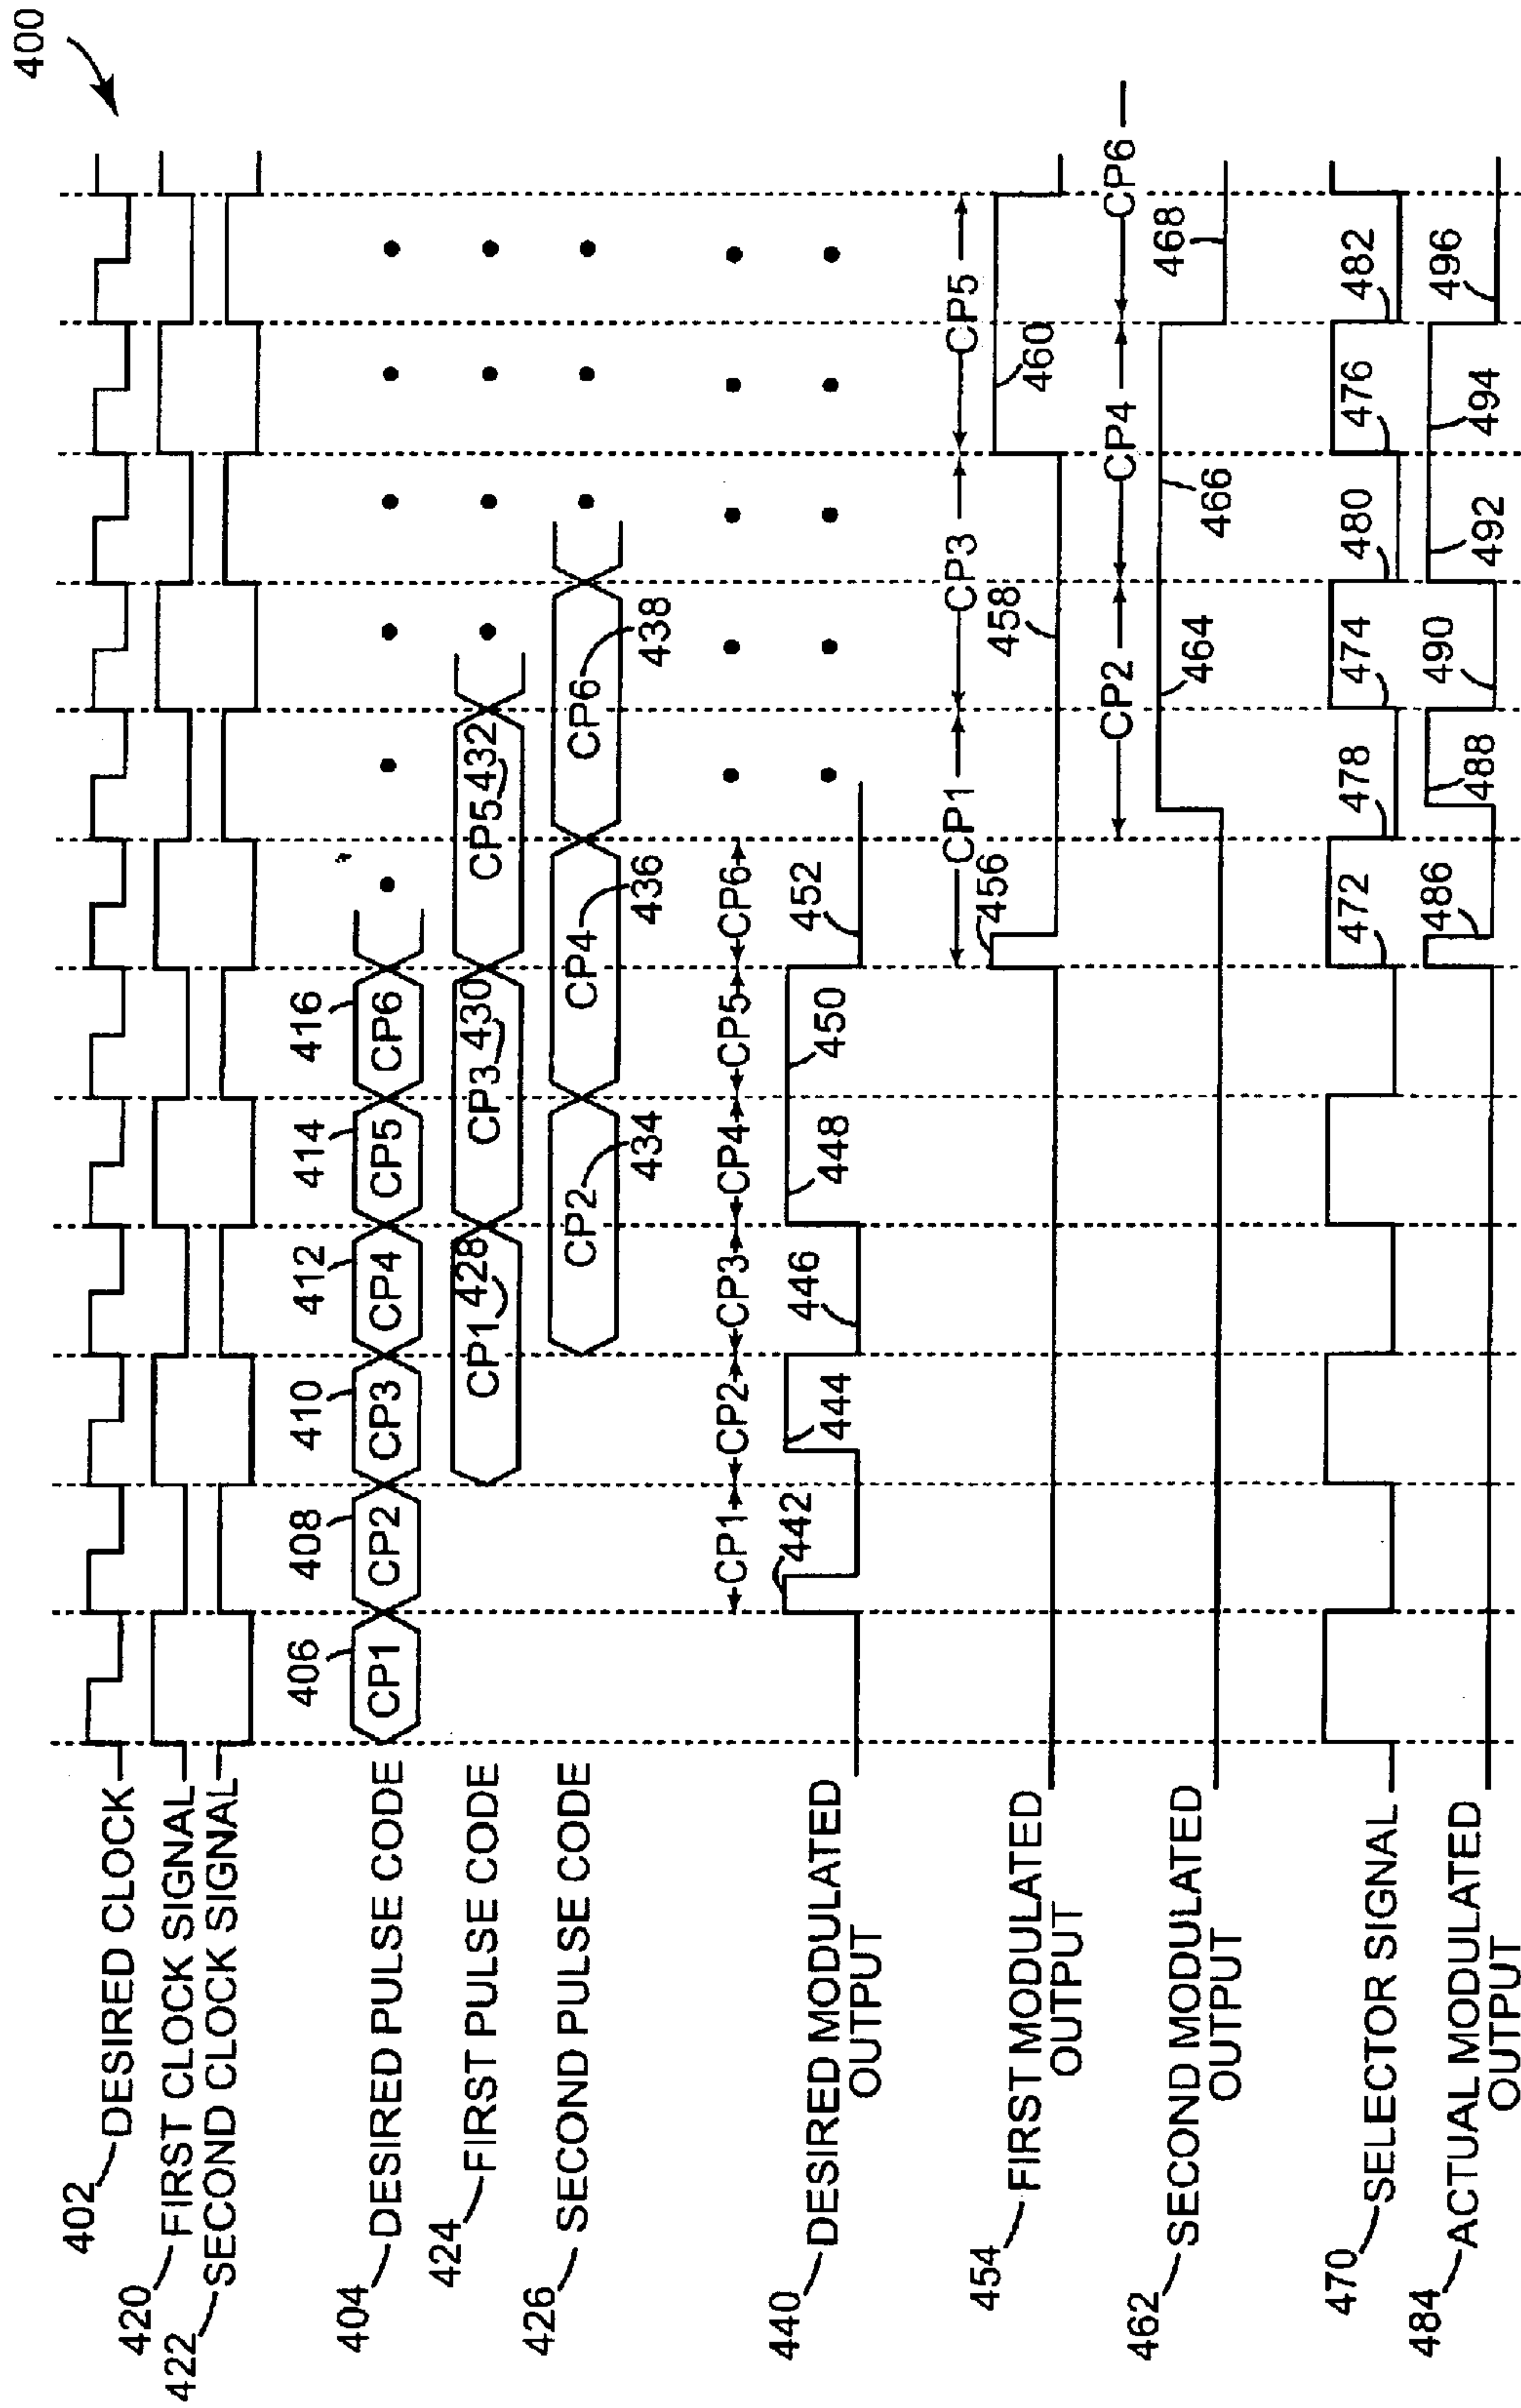 400
402 DESIRED CLOCK
420 FIRST CLOCK SIGNAL
422 SECOND CLOCK SIGNAL
406 408 410 412 414 416
404 DESIRED PULSE CODE CP1 CP2 CP3 CP4 CP5 CP6
424 FIRST PULSE CODE CP1 428 CP3 430 CP5 432
426 SECOND PULSE CODE CP2 CP4 CP6
434 436 438
CP1 CP2 CP3 CP4 CP5 CP6
442 444 446 448 450 452
440 DESIRED MODULATED
OUTPUT
CP1 CP3 CP5
456 458 460
454 FIRST MODULATED
OUTPUT
CP2 CP4 CP6
464 466 468
462 SECOND MODULATED
OUTPUT
472 478 474 480 476 482
470 SELECTOR SIGNAL
486 488 490 492 494 496
484 ACTUAL MODULATED
OUTPUT